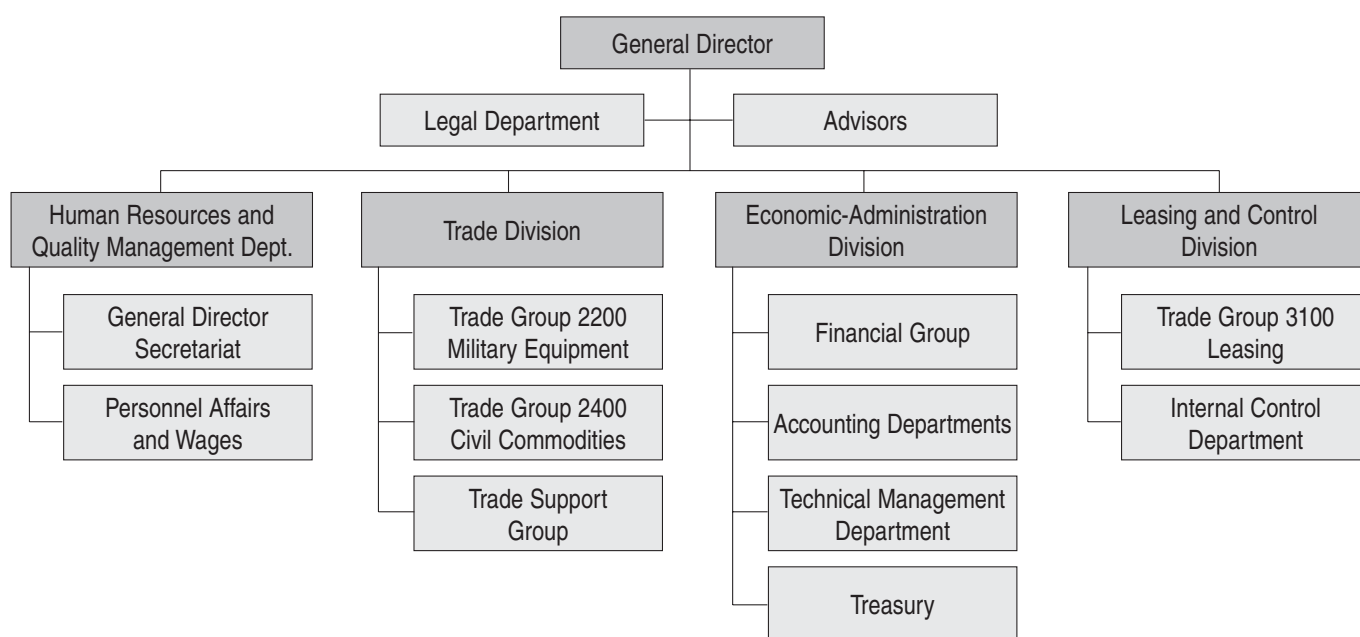 General Director
Legal Department
Advisors
Human Resources and
Quality Management Dept.
Trade Division
Economic-Administration
Division
Leasing and Control
Division
General Director
Secretariat
Personnel Affairs
and Wages
Trade Group 2200
Military Equipment
Trade Group 2400
Civil Commodities
Trade Support
Group
Financial Group
Accounting Departments
Technical Management
Department
Treasury
Trade Group 3100
Leasing
Internal Control
Department